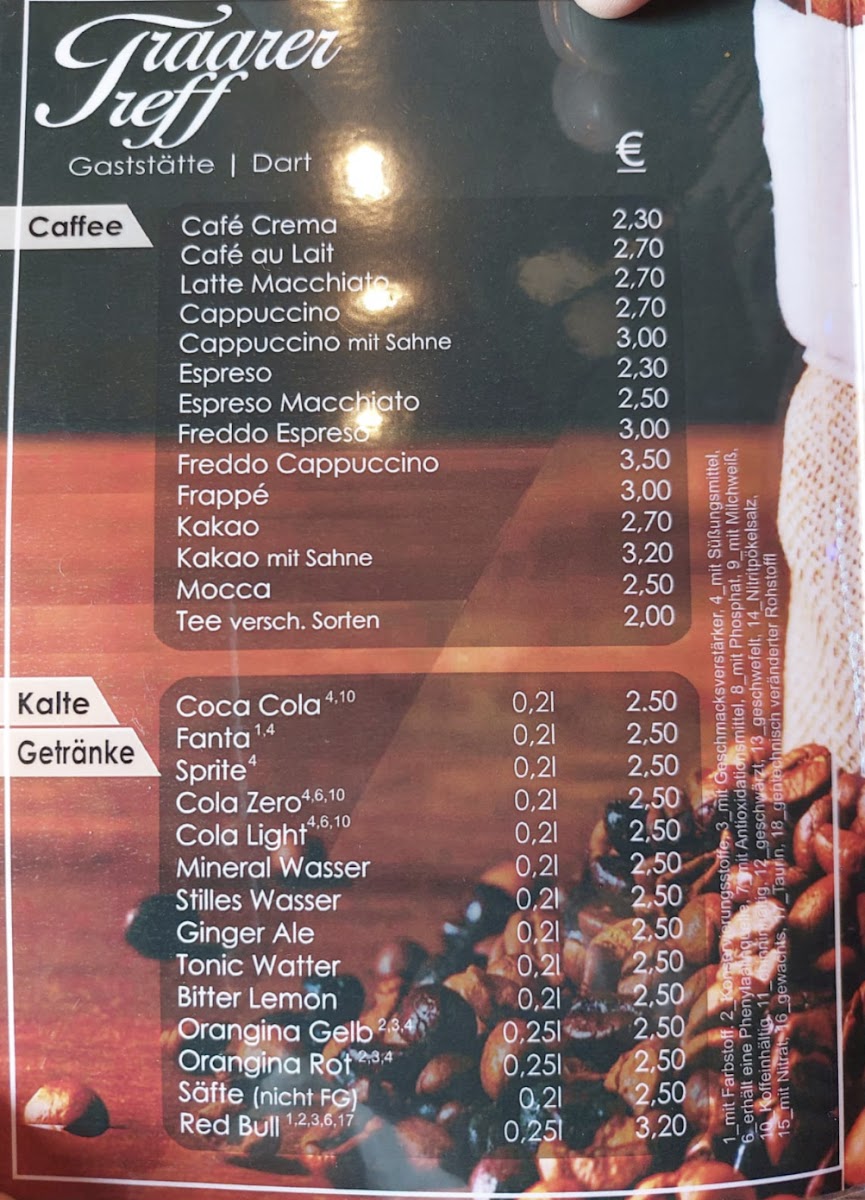 Traarer
Treff
Gaststätte | Dart
€
Caffee
Café Crema 2,30
Café au Lait 2,70
Latte Macchiato 2,70
Cappuccino 2,70
Cappuccino mit Sahne 3,00
Espreso 2,30
Espreso Macchiato 2,50
Freddo Espreso 3,00
Freddo Cappuccino 3,50
Frappé 3,00
Kakao 2,70
Kakao mit Sahne 3,20
Mocca 2,50
Tee versch. Sorten 2,00
Kalte
Getränke
Coca Cola 4,10 0,2l 2.50
Fanta 1,4 0,2l 2,50
Sprite 4 0,2l 2,50
Cola Zero 4,6,10 0,2l 2,50
Cola Light 4,6,10 0,2l 2,50
Mineral Wasser 0,2l 2,50
Stilles Wasser 0,2l 2,50
Ginger Ale 0,2l 2,50
Tonic Watter 0,2l 2,50
Bitter Lemon 0,2l 2,50
Orangina Gelb 2,3,4 0,25l 2,50
Orangina Rot 2,3,4 0,25l 2,50
Säfte (nicht FG) 0,2l 2,50
Red Bull 1,2,3,6,17 0,25l 3,20
1_mit Farbstoff, 2_Konservierungsstoffe, 3_mit Geschmacksverstärker, 4_mit Süßungsmittel,
6_erhält eine Phenylalaninquelle, 7_mit Antioxidationsmittel, 8_mit Phosphat, 9_mit Milchweiß,
10_Koffeinhältig, 11_Chininhaltig, 12_geschwärzt, 13_geschwefelt, 14_Nitritpökelsalz,
15_mit Nitrat, 16_gewachs, 17_Taurin, 18_gentechnisch veränderter Rohstoffl